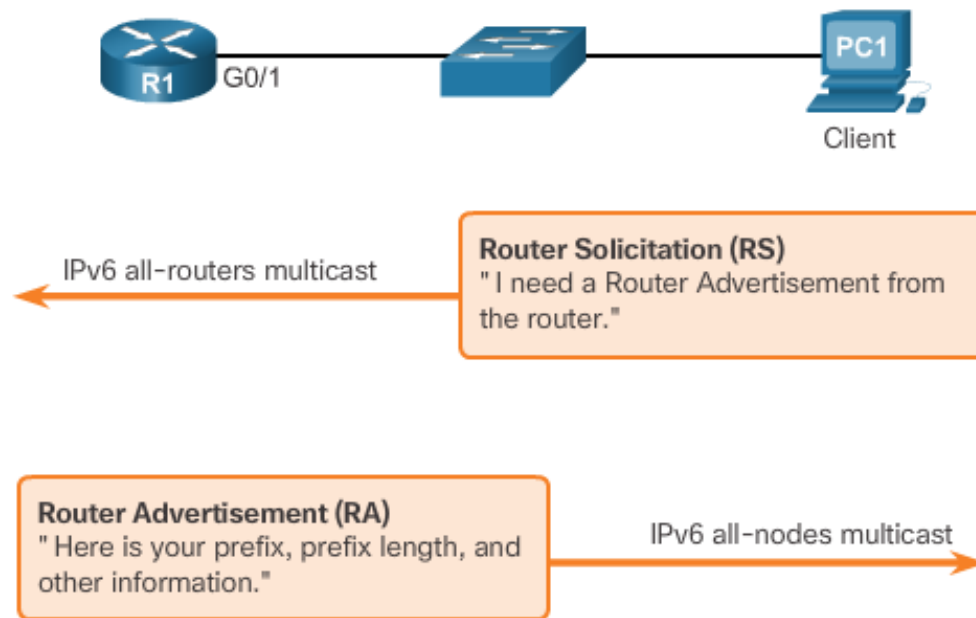 R1
G0/1
PC1
Client
Router Solicitation (RS)
IPv6 all-routers multicast
"I need a Router Advertisement from
the router."
Router Advertisement (RA)
"Here is your prefix, prefix length, and
other information."
IPv6 all-nodes multicast